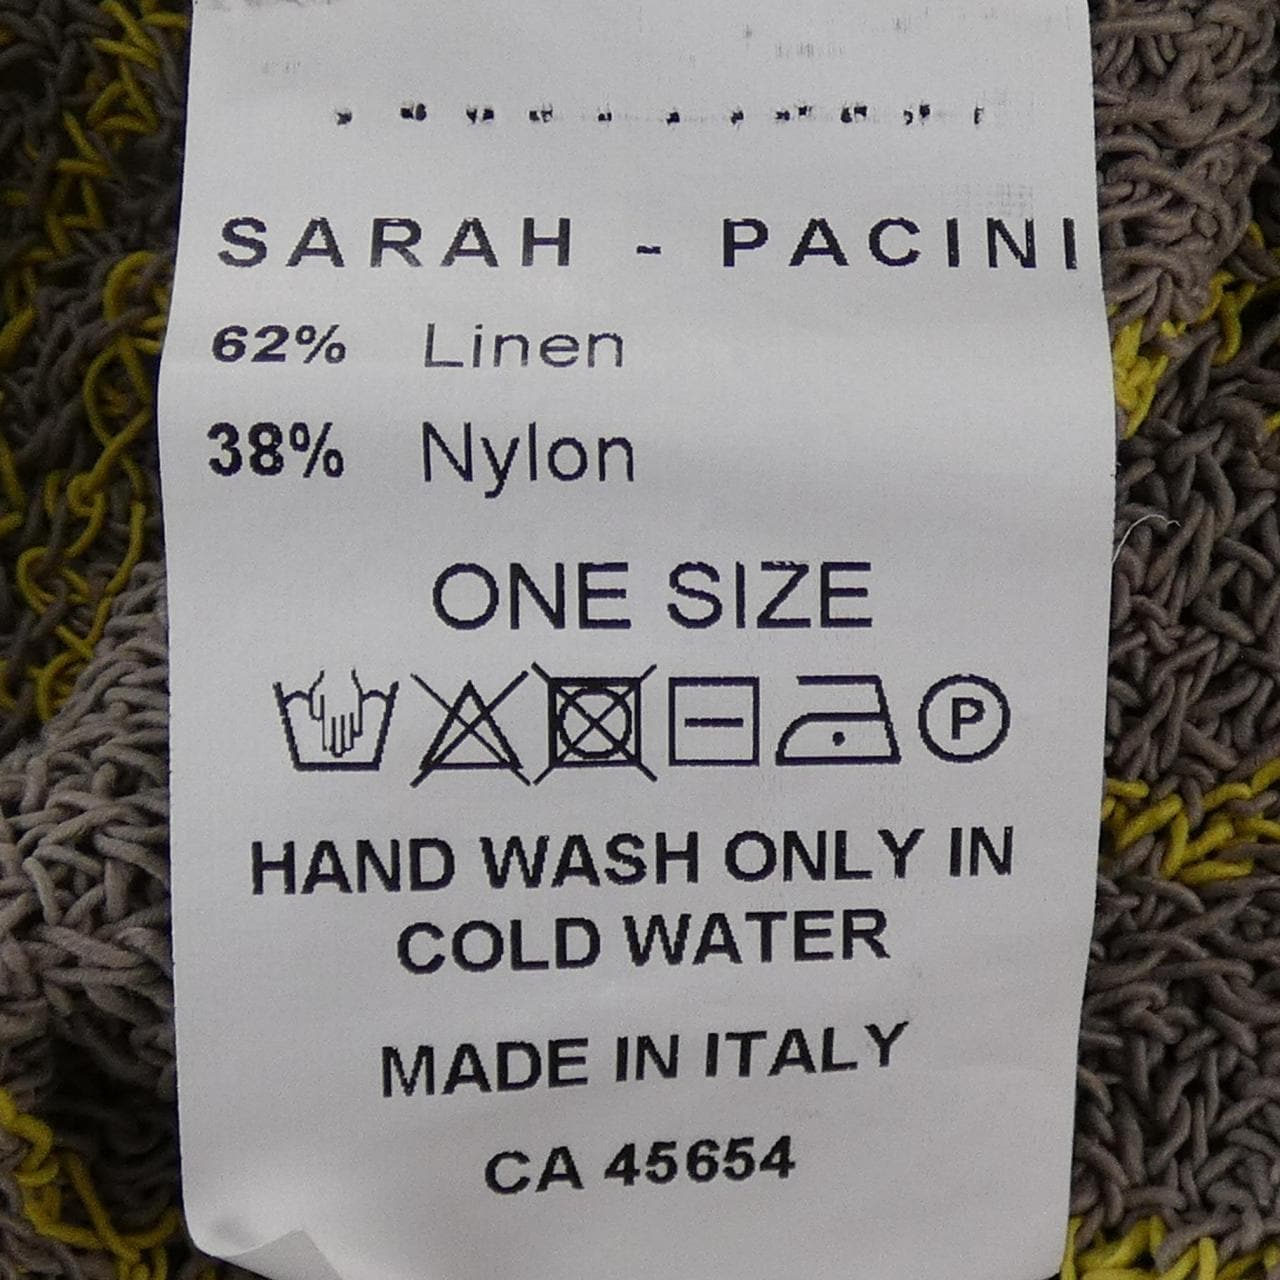 SARAH - PACINI
62% Linen
38% Nylon
ONE SIZE
P
HAND WASH ONLY IN
COLD WATER
MADE IN ITALY
CA 45654